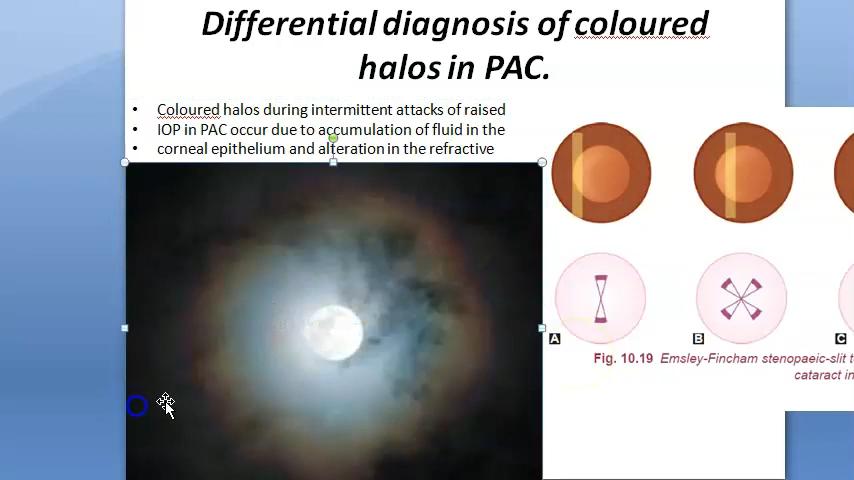 Differential diagnosis of coloured
halos in PAC.
• Coloured halos during intermittent attacks of raised
• IOP in PAC occur due to accumulation of fluid in the
• corneal epithelium and alteration in the refractive
A
B
C
Fig. 10.19 Emsley-Fincham stenopaeic-slit t
cataract in